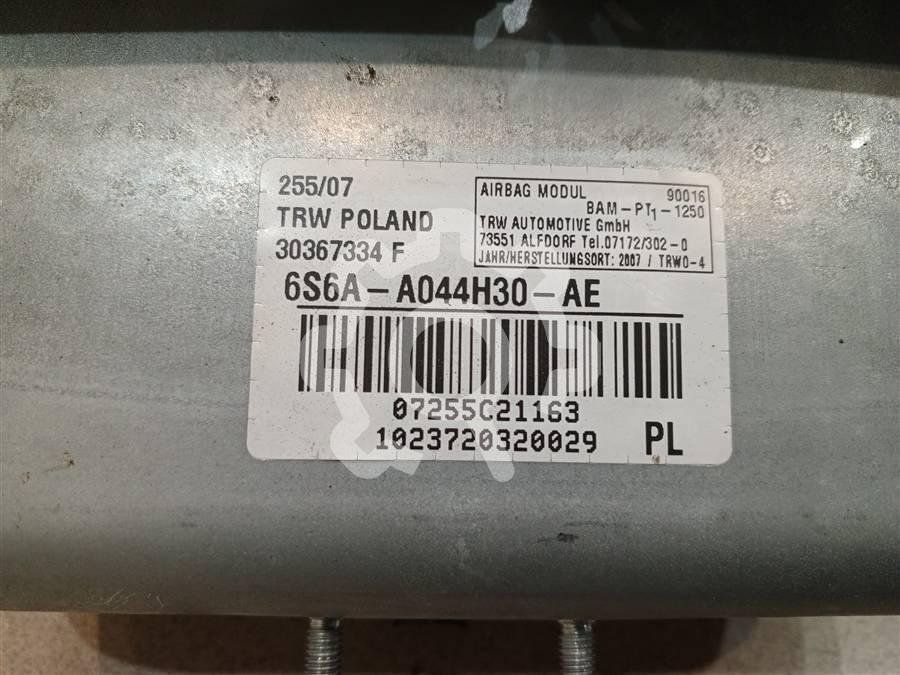 255/07
TRW POLAND
30367334 F
AIRBAG MODUL 90016
BAM-PT1-1250
TRW AUTOMOTIVE GmbH
73551 ALFDORF Tel.07172/302-0
JAHR/HERSTELLUNGSORT: 2007 / TRWO-4
6S6A-A044H30-AE
07255C21163
1023720320029 PL